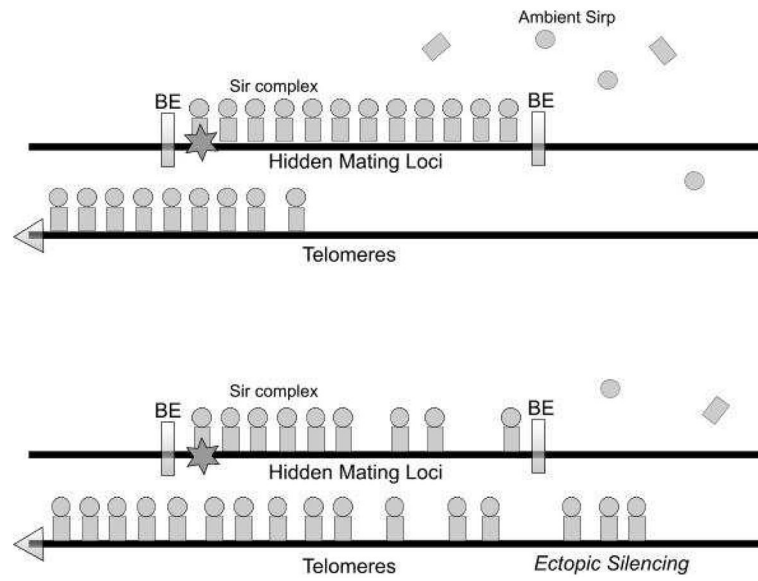 Ambient Sirp
Sir complex
BE
BE
Hidden Mating Loci
Telomeres
Sir complex
BE
BE
Hidden Mating Loci
Telomeres
Ectopic Silencing